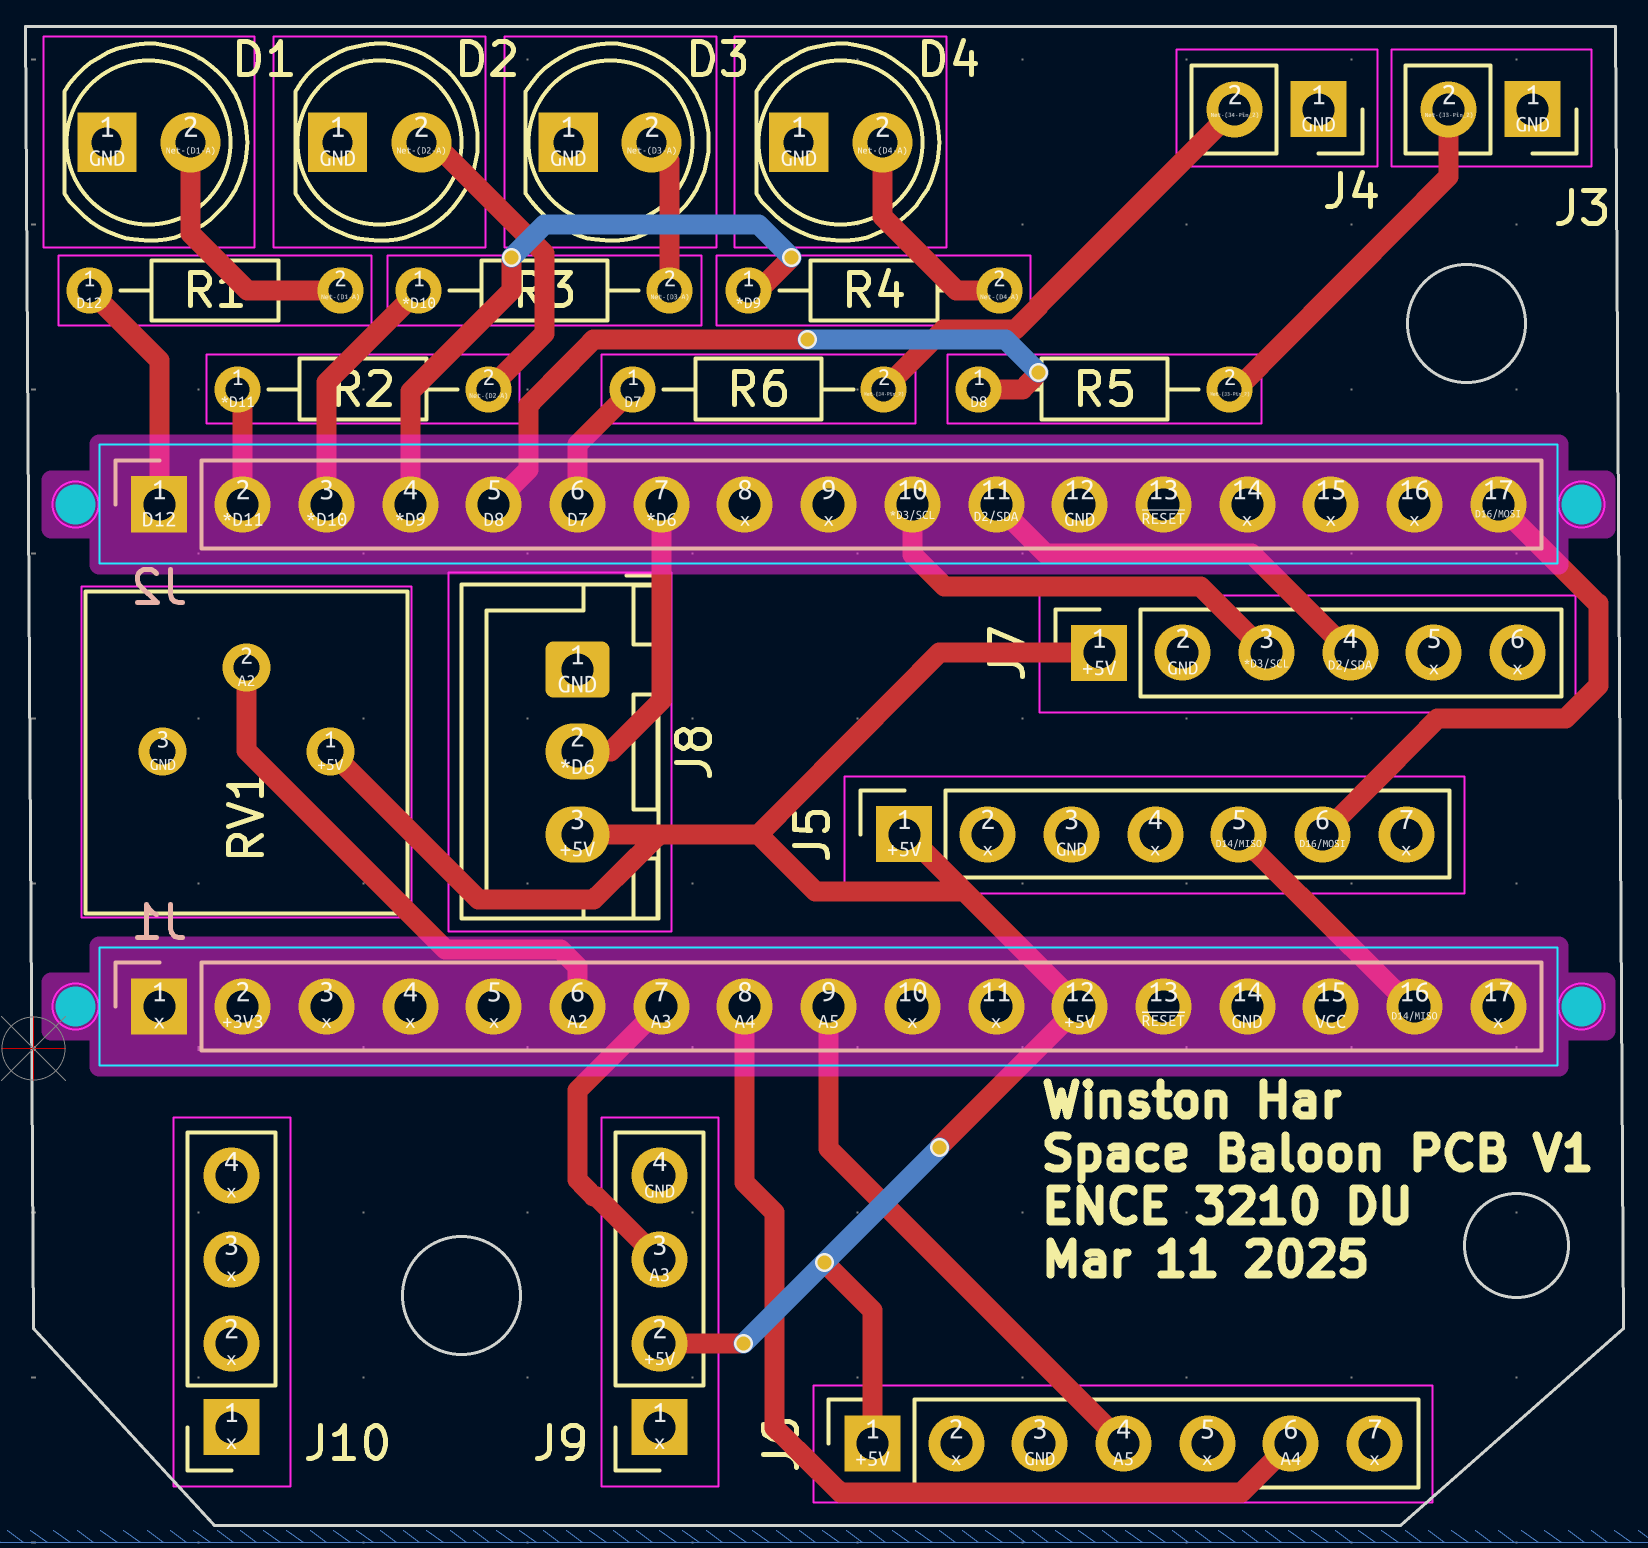 D1 D2 D3 D4
1 GND 2 Net-(D1-A) 1 GND 2 Net-(D2-A) 1 GND 2 Net-(D3-A) 1 GND 2 Net-(D4-A)
2 Net-(J4-Pin_2) 1 GND 2 Net-(J3-Pin_2) 1 GND
J4 J3
1 D12 R1 2 Net-(D1-A) 1 *D10 R3 2 Net-(D3-A) 1 *D9 R4 2 Net-(D4-A)
1 *D11 R2 2 Net-(D2-A) 1 D7 R6 2 Net-(J4-Pin_2) 1 D8 R5 2 Net-(J3-Pin_2)
1 2 3 4 5 6 7 8 9 10 11 12 13 14 15 16 17
D12 *D11 *D10 *D9 D8 D7 *D6 x x *D3/SCL D2/SDA GND RESET x x x D16/MOSI
J2
J7
1 2 3 4 5 6
+5V GND *D3/SCL D2/SDA x x
2 A2
3 GND
1 +5V
RV1
1 GND
2 *D6
3 +5V
J8
J5
1 2 3 4 5 6 7
+5V x GND x D14/MISO D16/MOSI x
J1
1 2 3 4 5 6 7 8 9 10 11 12 13 14 15 16 17
x +3V3 x x x A2 A3 A4 A5 x x +5V RESET GND VCC D14/MISO x
Winston Har
Space Baloon PCB V1
ENCE 3210 DU
Mar 11 2025
4 x
3 x
2 x
1 x
J10
4 GND
3 A3
2 +5V
1 x
J9
1 2 3 4 5 6 7
+5V x GND A5 x A4 x